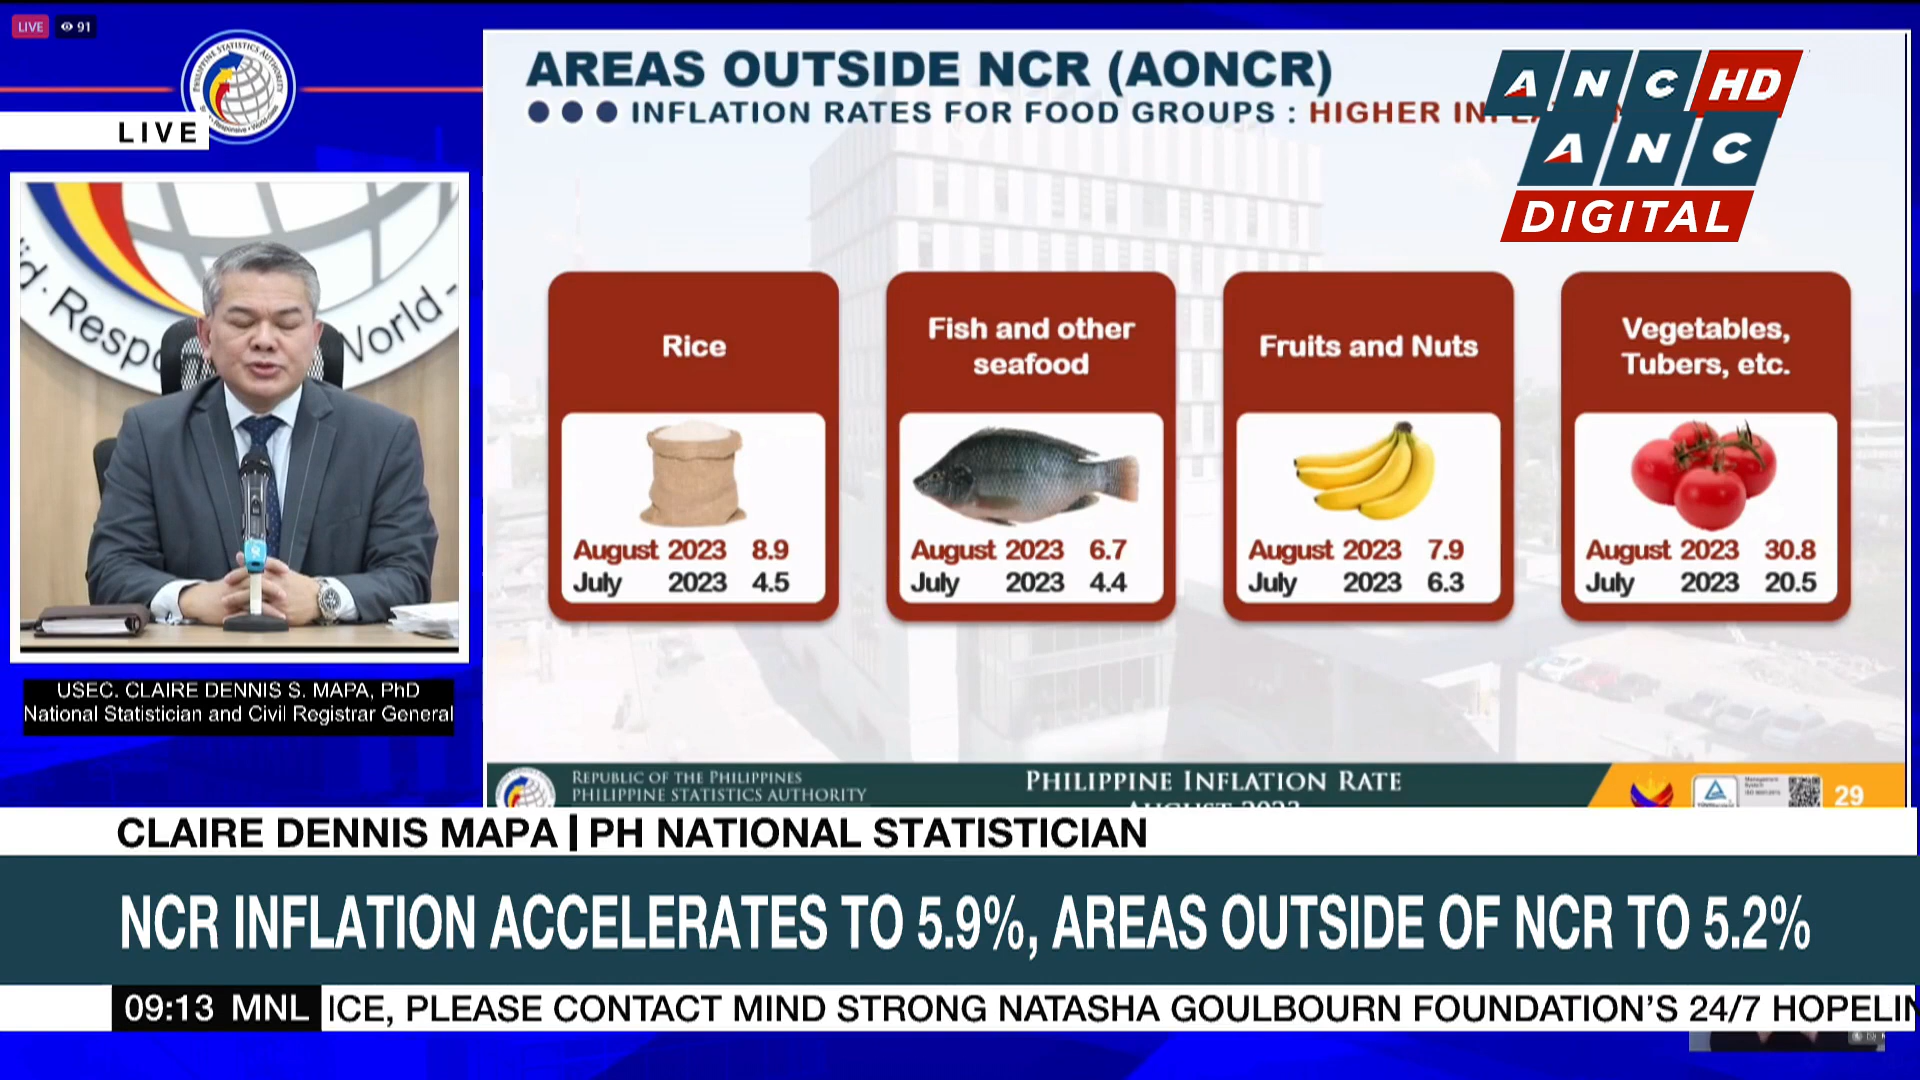 LIVE 91
PHILIPPINE STATISTICS AUTHORITY
LIVE
AREAS OUTSIDE NCR (AONCR)
INFLATION RATES FOR FOOD GROUPS : HIGHER
ANC HD
ANC
DIGITAL
World
Rice
August 2023 8.9
July 2023 4.5
Fish and other
seafood
August 2023 6.7
July 2023 4.4
Fruits and Nuts
August 2023 7.9
July 2023 6.3
Vegetables,
Tubers, etc.
August 2023 30.8
July 2023 20.5
USEC. CLAIRE DENNIS S. MAPA, PhD
National Statistician and Civil Registrar General
REPUBLIC OF THE PHILIPPINES
PHILIPPINE STATISTICS AUTHORITY
PHILIPPINE INFLATION RATE
AUGUST 2023
29
CLAIRE DENNIS MAPA | PH NATIONAL STATISTICIAN
NCR INFLATION ACCELERATES TO 5.9%, AREAS OUTSIDE OF NCR TO 5.2%
09:13 MNL ICE, PLEASE CONTACT MIND STRONG NATASHA GOULBOURN FOUNDATION'S 24/7 HOPELIN